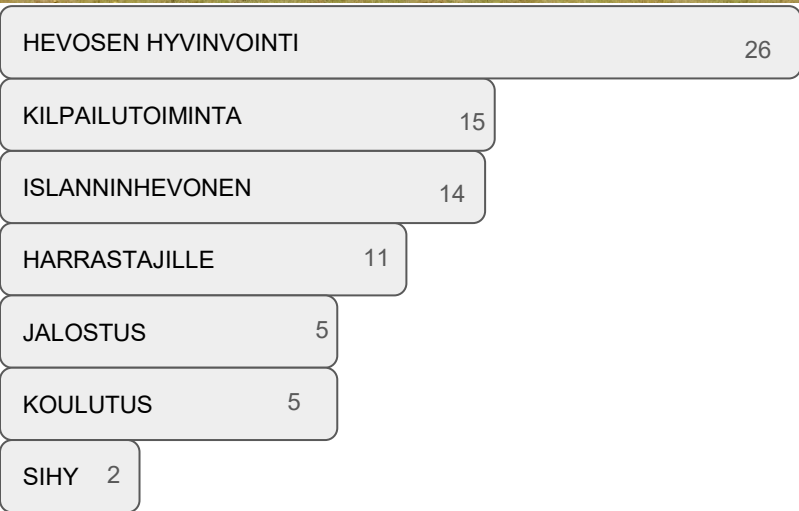 HEVOSEN HYVINVOINTI 26
KILPAILUTOIMINTA 15
ISLANNINHEVONEN 14
HARRASTAJILLE 11
JALOSTUS 5
KOULUTUS 5
SIHY 2